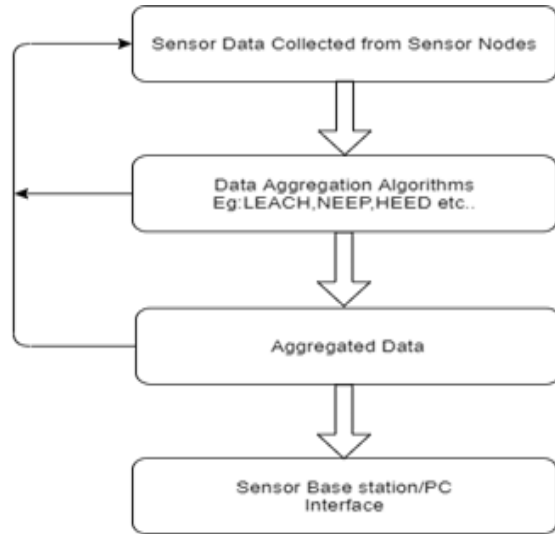 Sensor Data Collected from Sensor Nodes
Data Aggregation Algorithms
Eg:LEACH,NEEP,HEED etc..
Aggregated Data
Sensor Base station/PC
Interface